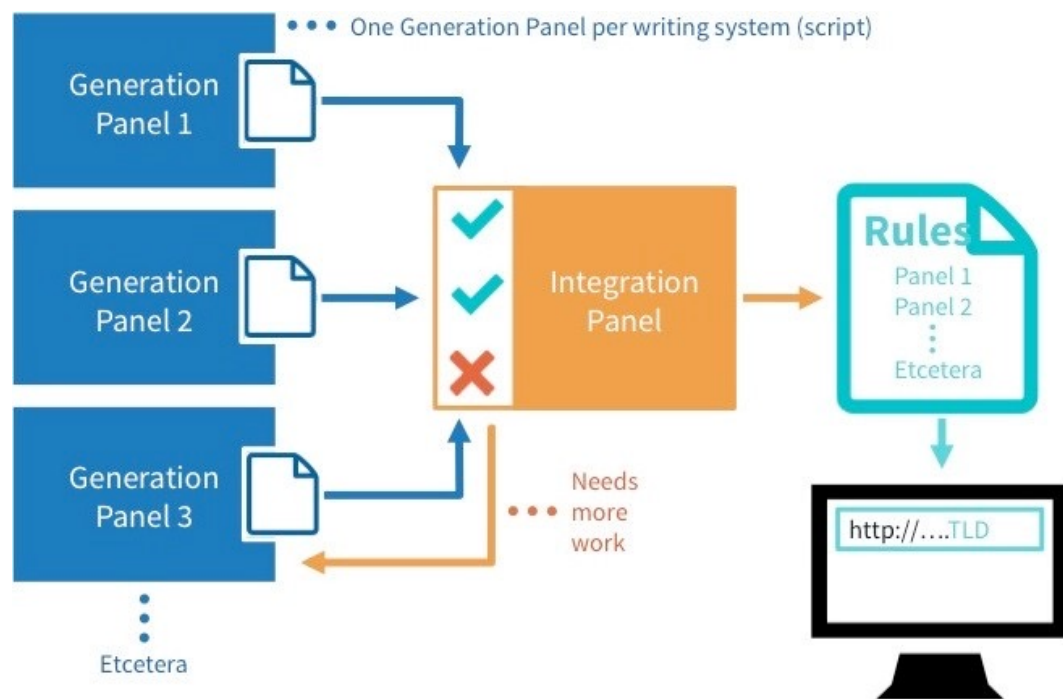 One Generation Panel per writing system (script)
Generation
Panel 1
Generation
Panel 2
Generation
Panel 3
Etcetera
Integration
Panel
Needs
more
work
Rules
Panel 1
Panel 2
Etcetera
http://....TLD